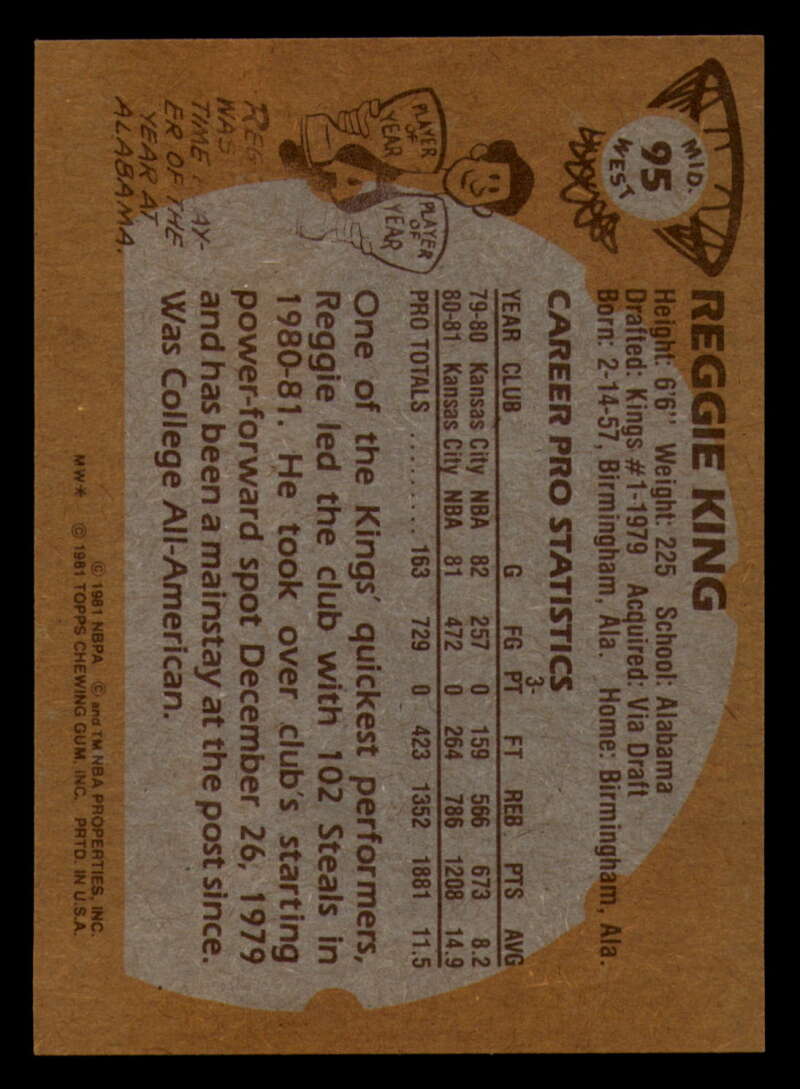 MID.
95
WEST
REGGIE KING
Height: 6'6" Weight: 225 School: Alabama
Drafted: Kings #1-1979 Acquired: Via Draft
Born: 2-14-57, Birmingham, Ala. Home: Birmingham, Ala.
CAREER PRO STATISTICS
YEAR CLUB G FG 3-PT FT REB PTS AVG
79-80 Kansas City NBA 82 257 0 159 566 673 8.2
80-81 Kansas City NBA 81 472 0 264 786 1208 14.9
PRO TOTALS .......... 163 729 0 423 1352 1881 11.5
One of the Kings' quickest performers,
Reggie led the club with 102 Steals in
1980-81. He took over club's starting
power-forward spot December 26, 1979
and has been a mainstay at the post since.
Was College All-American.
PLAYER
OF
YEAR
PLAYER
OF
YEAR
WAS
TIME
ER OF THE
YEAR AT
ALABAMA.
© 1981 NBPA © and TM NBA PROPERTIES, INC.
MW* © 1981 TOPPS CHEWING GUM, INC. PRTD. IN U.S.A.